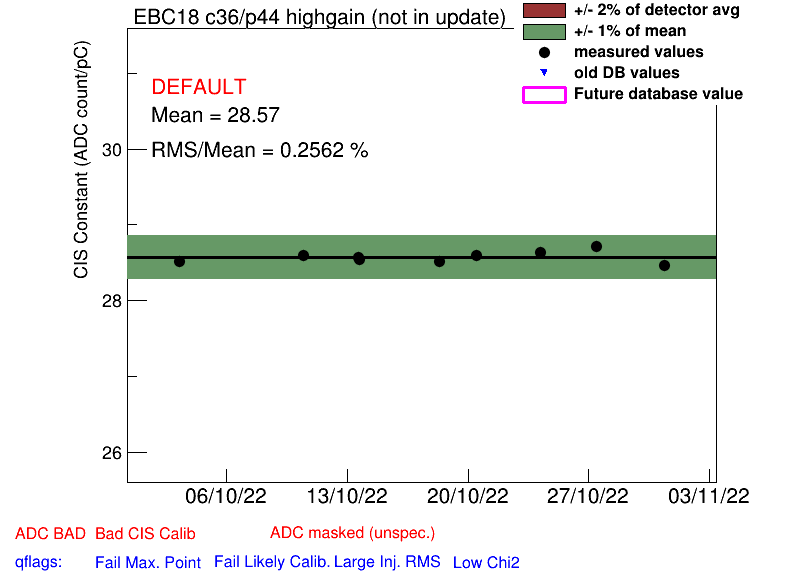 EBC18 c36/p44 highgain (not in update)
+/- 2% of detector avg
+/- 1% of mean
measured values
old DB values
Future database value
DEFAULT
Mean = 28.57
RMS/Mean = 0.2562 %
CIS Constant (ADC count/pC)
30
28
26
06/10/22 13/10/22 20/10/22 27/10/22 03/11/22
ADC BAD Bad CIS Calib ADC masked (unspec.)
qflags: Fail Max. Point Fail Likely Calib. Large Inj. RMS Low Chi2